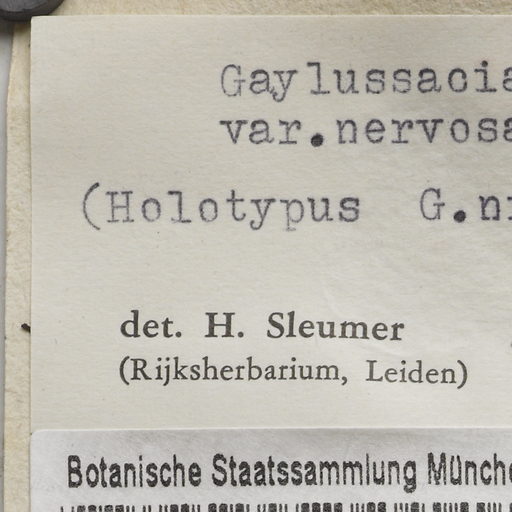 Gaylussacia
var.nervosa
(Holotypus G.n
det. H. Sleumer
(Rijksherbarium, Leiden)
Botanische Staatssammlung Münche